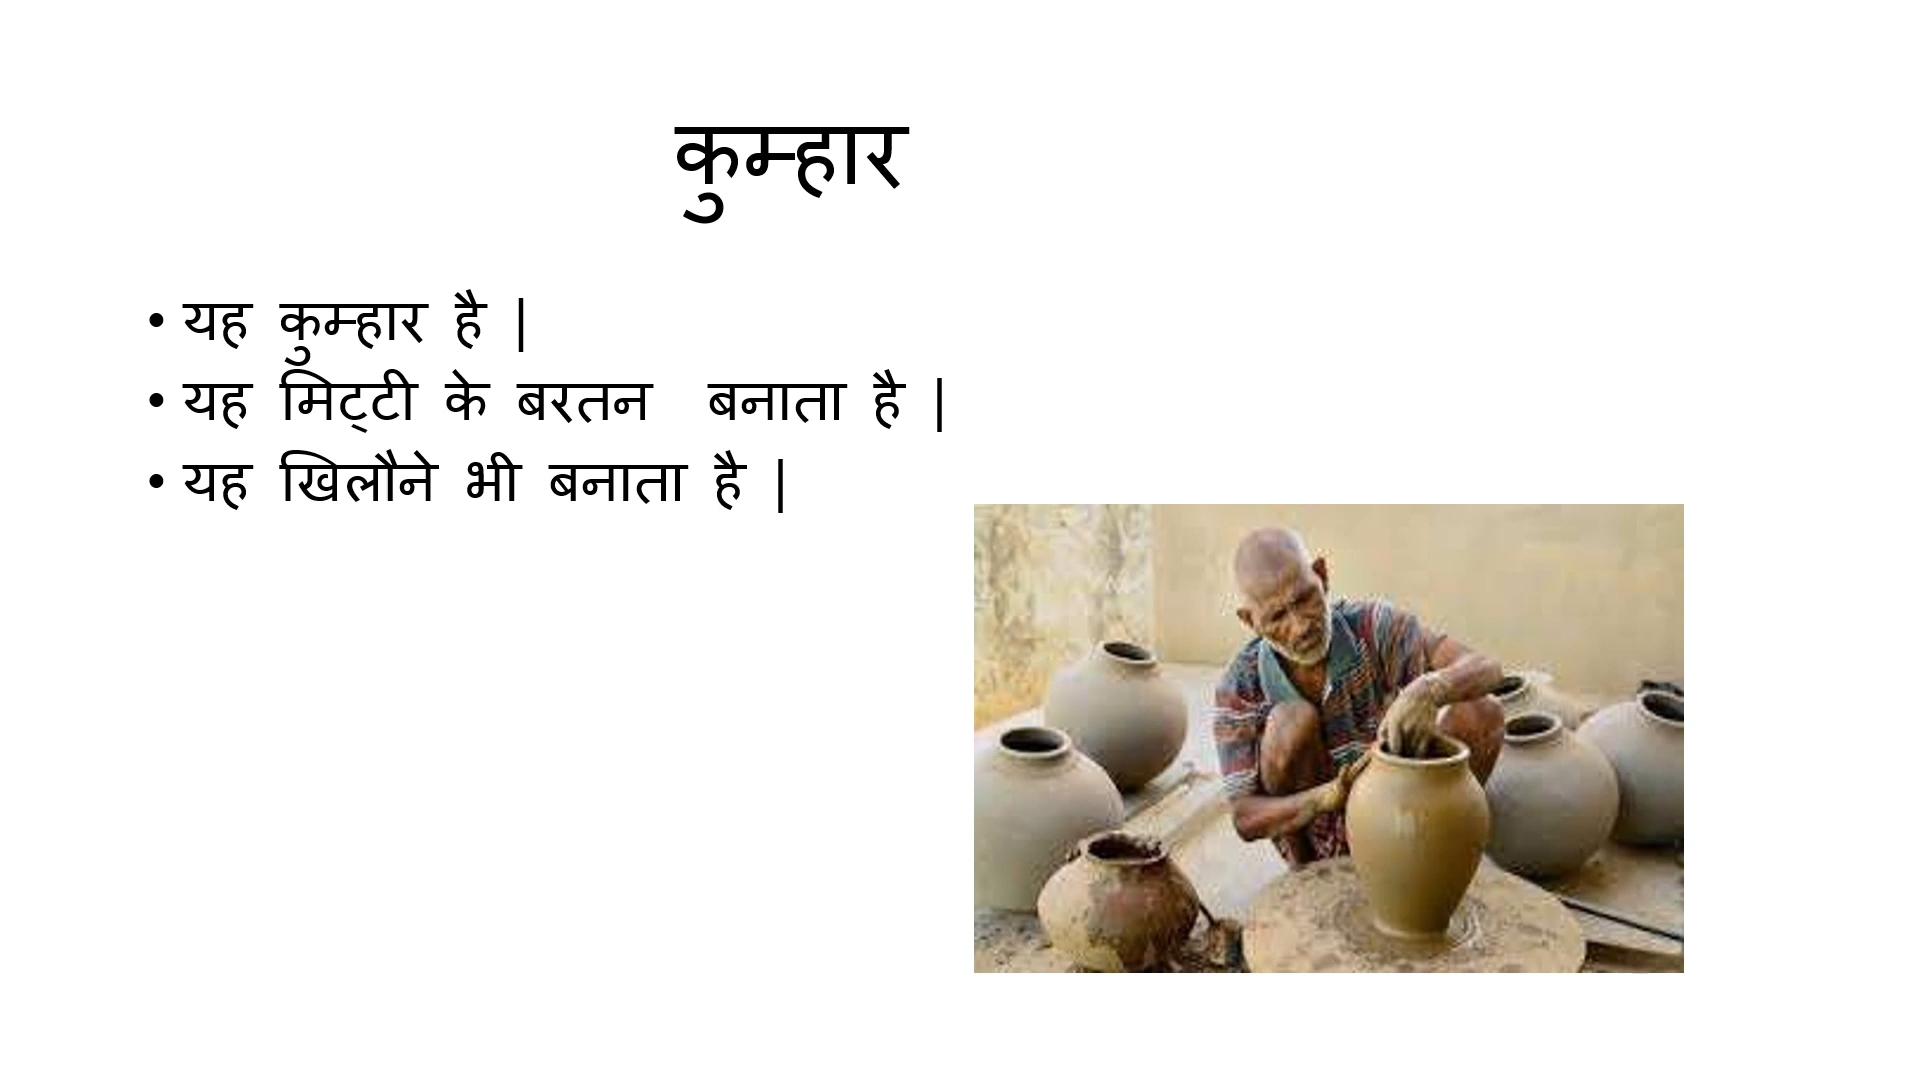 कुम्हार
• यह कुम्हार है |
• यह मिट्टी के बरतन बनाता है |
• यह खिलौने भी बनाता है |